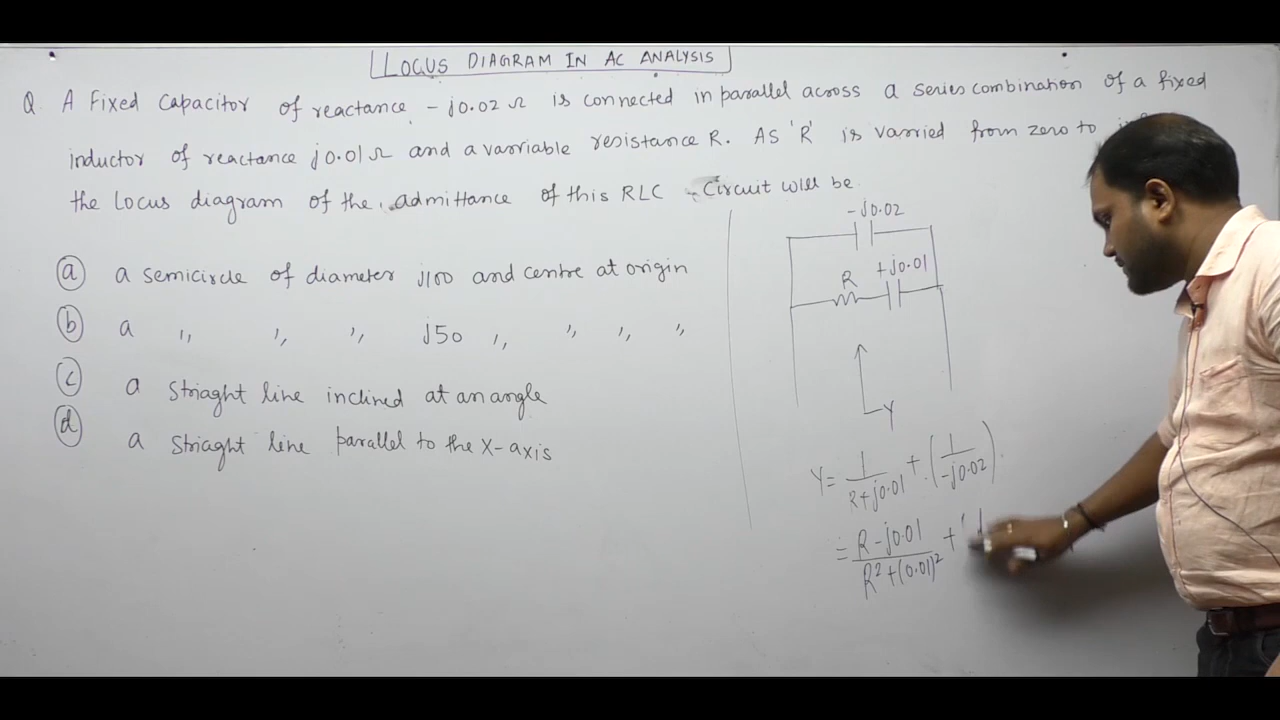 LOCUS DIAGRAM IN AC ANALYSIS
Q. A Fixed Capacitor of reactance - j0.02 Ω is connected in parallel across a series combination of a fixed
inductor of reactance j0.01Ω and a varriable resistance R. AS 'R' is varried from zero to
the Locus diagram of the admittance of this RLC Circuit will be
(a) a semicircle of diameter j100 and centre at origin
(b) a ,, ,, ,, j50 ,, ,, ,, ,,
(c) a striaght line inclined at an angle
(d) a striaght line parallel to the X-axis
-j0.02
R +j0.01
Y
Y = 1/(R+j0.01) + (1/(-j0.02))
= (R-j0.01)/(R²+(0.01)²) +